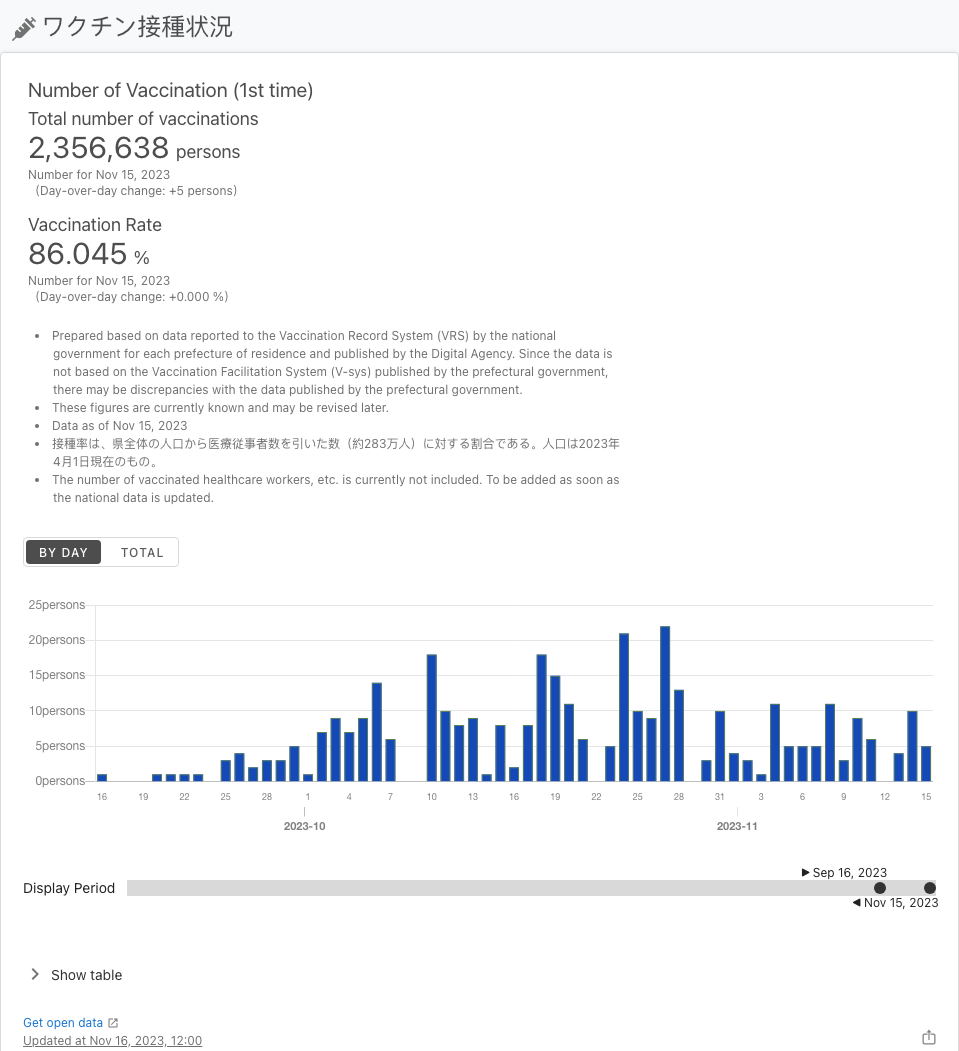 ワクチン接種状況
Number of Vaccination (1st time)
Total number of vaccinations
2,356,638 persons
Number for Nov 15, 2023
(Day-over-day change: +5 persons)
Vaccination Rate
86.045 %
Number for Nov 15, 2023
(Day-over-day change: +0.000 %)
• Prepared based on data reported to the Vaccination Record System (VRS) by the national
government for each prefecture of residence and published by the Digital Agency. Since the data is
not based on the Vaccination Facilitation System (V-sys) published by the prefectural government,
there may be discrepancies with the data published by the prefectural government.
• These figures are currently known and may be revised later.
• Data as of Nov 15, 2023
• 接種率は、県全体の人口から医療従事者数を引いた数（約283万人）に対する割合である。人口は2023年
4月1日現在のもの。
• The number of vaccinated healthcare workers, etc. is currently not included. To be added as soon as
the national data is updated.
BY DAY TOTAL
25persons
20persons
15persons
10persons
5persons
0persons
16 19 22 25 28 1 4 7 10 13 16 19 22 25 28 31 3 6 9 12 15
2023-10 2023-11
Sep 16, 2023
Display Period
Nov 15, 2023
Show table
Get open data
Updated at Nov 16, 2023, 12:00